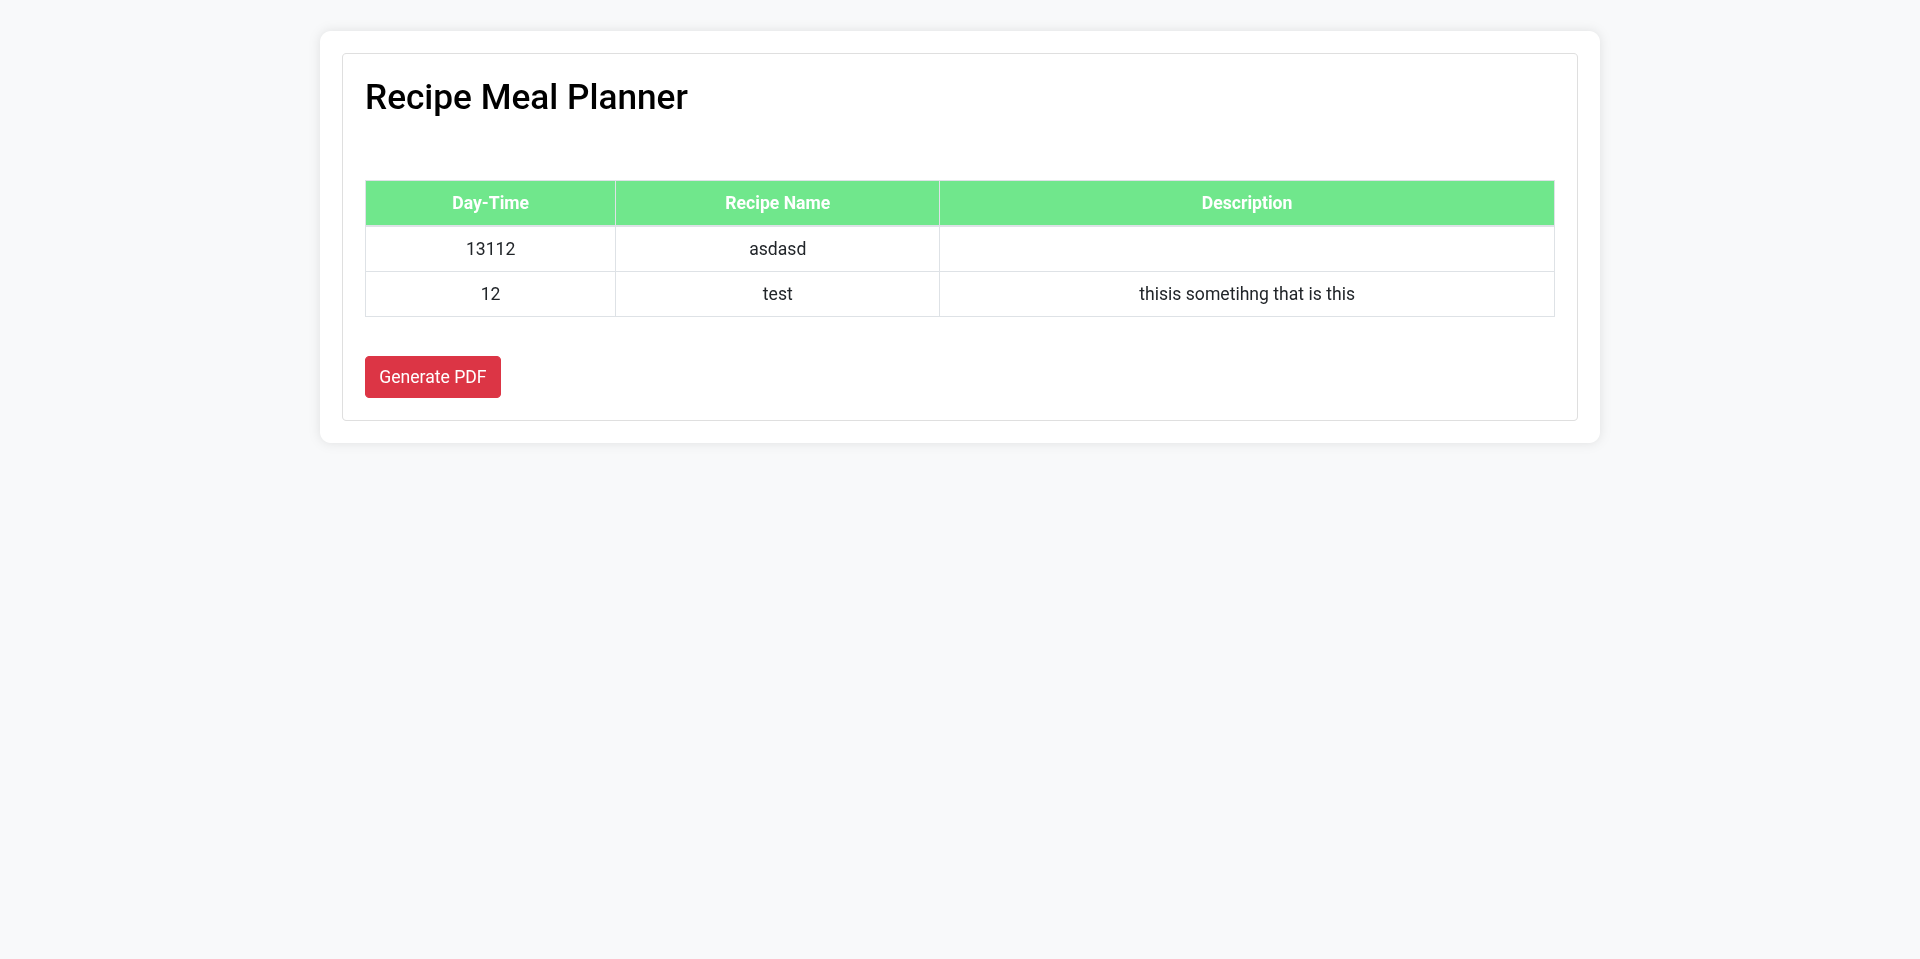 Recipe Meal Planner
Day-Time Recipe Name Description
13112 asdasd
12 test thisis sometihng that is this
Generate PDF